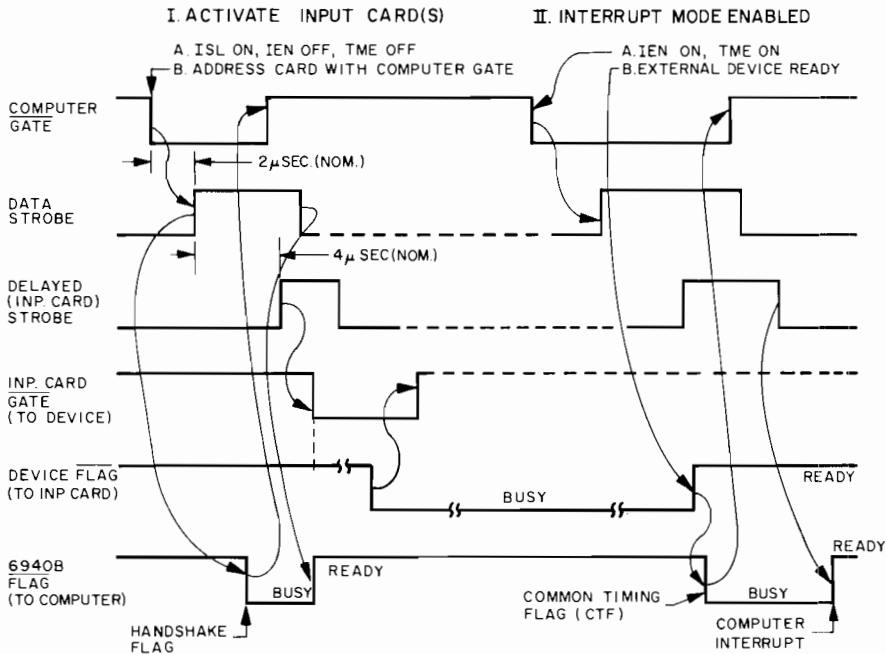 I. ACTIVATE INPUT CARD(S)
II. INTERRUPT MODE ENABLED
A. ISL ON, IEN OFF, TME OFF
B. ADDRESS CARD WITH COMPUTER GATE
A. IEN ON, TME ON
B. EXTERNAL DEVICE READY
COMPUTER
GATE
2μSEC.(NOM.)
DATA
STROBE
4μSEC(NOM.)
DELAYED
(INP. CARD)
STROBE
INP. CARD
GATE
(TO DEVICE)
DEVICE FLAG
(TO INP CARD)
BUSY
READY
6940B
FLAG
(TO COMPUTER)
BUSY
READY
HANDSHAKE
FLAG
COMMON TIMING
FLAG (CTF)
BUSY
READY
COMPUTER
INTERRUPT